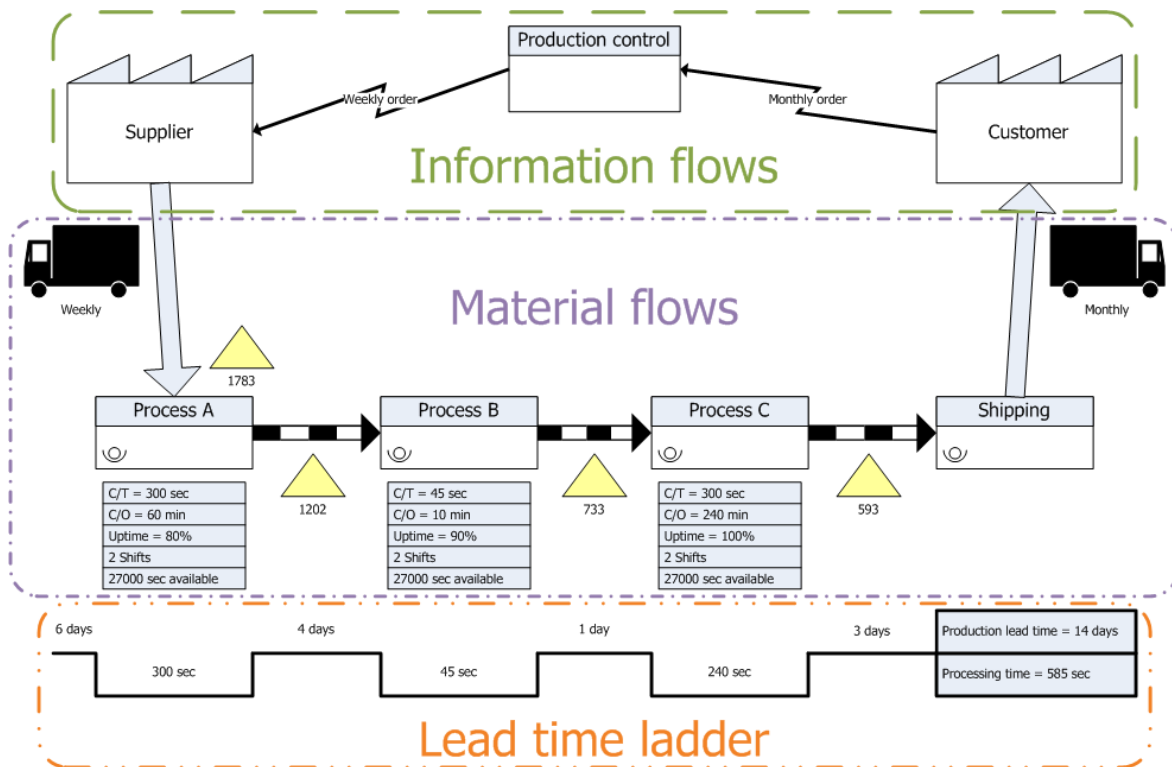 Production control
Weekly order
Monthly order
Supplier
Customer
Information flows
Weekly
Material flows
Monthly
1783
Process A
Process B
Process C
Shipping
1202
733
593
C/T = 300 sec
C/O = 60 min
Uptime = 80%
2 Shifts
27000 sec available
C/T = 45 sec
C/O = 10 min
Uptime = 90%
2 Shifts
27000 sec available
C/T = 300 sec
C/O = 240 min
Uptime = 100%
2 Shifts
27000 sec available
6 days
4 days
1 day
3 days
Production lead time = 14 days
300 sec
45 sec
240 sec
Processing time = 585 sec
Lead time ladder